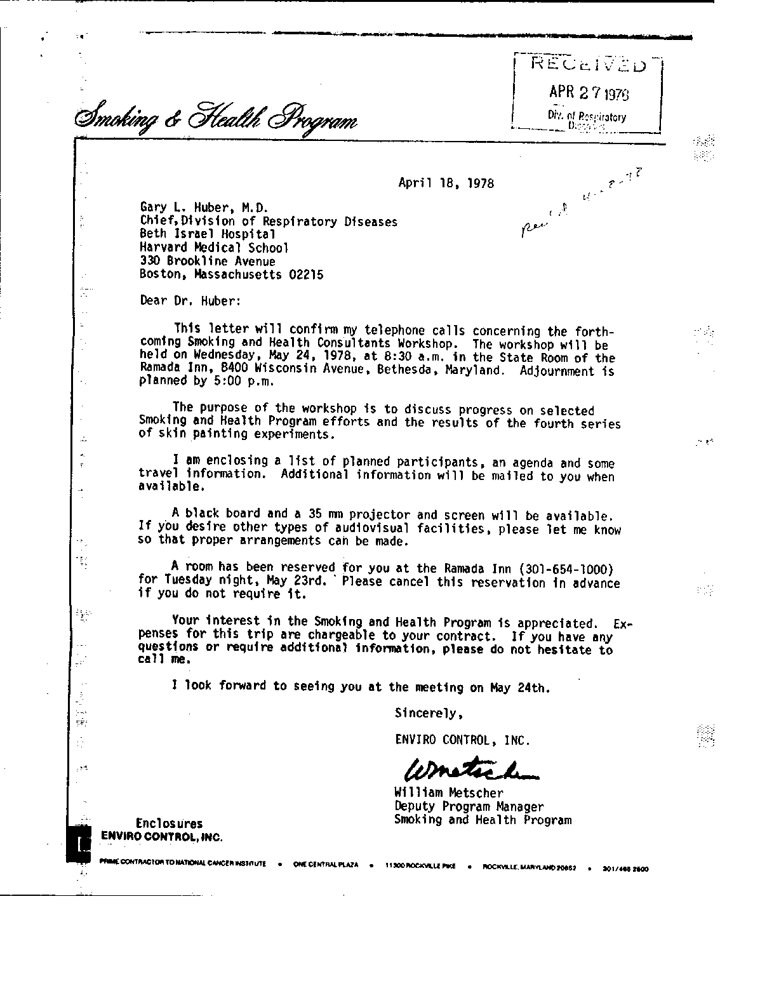 RECEIVED
APR 27 1978
Div. of Respiratory
Smoking & Health Program
April 18, 1978
Gary L. Huber, M.D.
Chief,Division of Respiratory Diseases
Beth Israel Hospital
Harvard Medical School
330 Brookline Avenue
Boston, Massachusetts 02215
Dear Dr. Huber:
This letter will confirm my telephone calls concerning the forth-
coming Smoking and Health Consultants Workshop. The workshop will be
held on Wednesday, May 24, 1978, at 8:30 a.m. in the State Room of the
Ramada Inn, 8400 Wisconsin Avenue, Bethesda, Maryland. Adjournment is
planned by 5:00 p.m.
The purpose of the workshop is to discuss progress on selected
Smoking and Health Program efforts and the results of the fourth series
of skin painting experiments.
I am enclosing a list of planned participants, an agenda and some
travel information. Additional information will be mailed to you when
available.
A black board and a 35 mm projector and screen will be available.
If you desire other types of audiovisual facilities, please let me know
so that proper arrangements can be made.
A room has been reserved for you at the Ramada Inn (301-654-1000)
for Tuesday night, May 23rd. Please cancel this reservation in advance
if you do not require it.
Your interest in the Smoking and Health Program is appreciated. Ex-
penses for this trip are chargeable to your contract. If you have any
questions or require additional information, please do not hesitate to
call me.
I look forward to seeing you at the meeting on May 24th.
Sincerely,
ENVIRO CONTROL, INC.
WMetscher
William Metscher
Deputy Program Manager
Smoking and Health Program
Enclosures
ENVIRO CONTROL, INC.
PRIME CONTRACTOR TO NATIONAL CANCER INSTITUTE • ONE CENTRAL PLAZA • 11300 ROCKVILLE PIKE • ROCKVILLE, MARYLAND 20852 • 301/468 2600